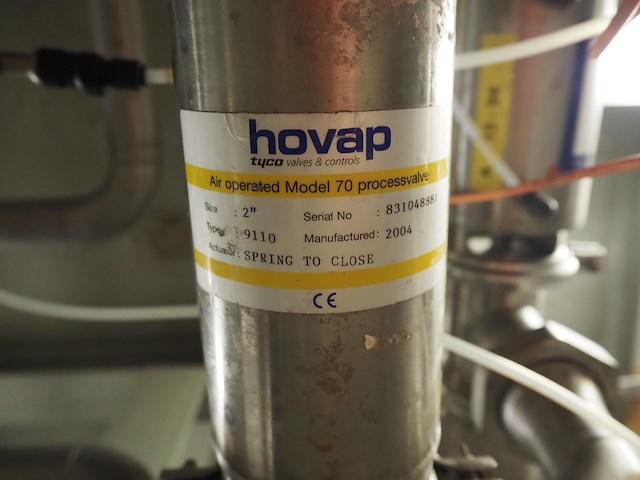 hovap
tyco valves & controls
Air operated Model 70 processvalve
Size : 2" Serial No : 831048881
Type : 9110 Manufactured : 2004
Actuator : SPRING TO CLOSE
CE